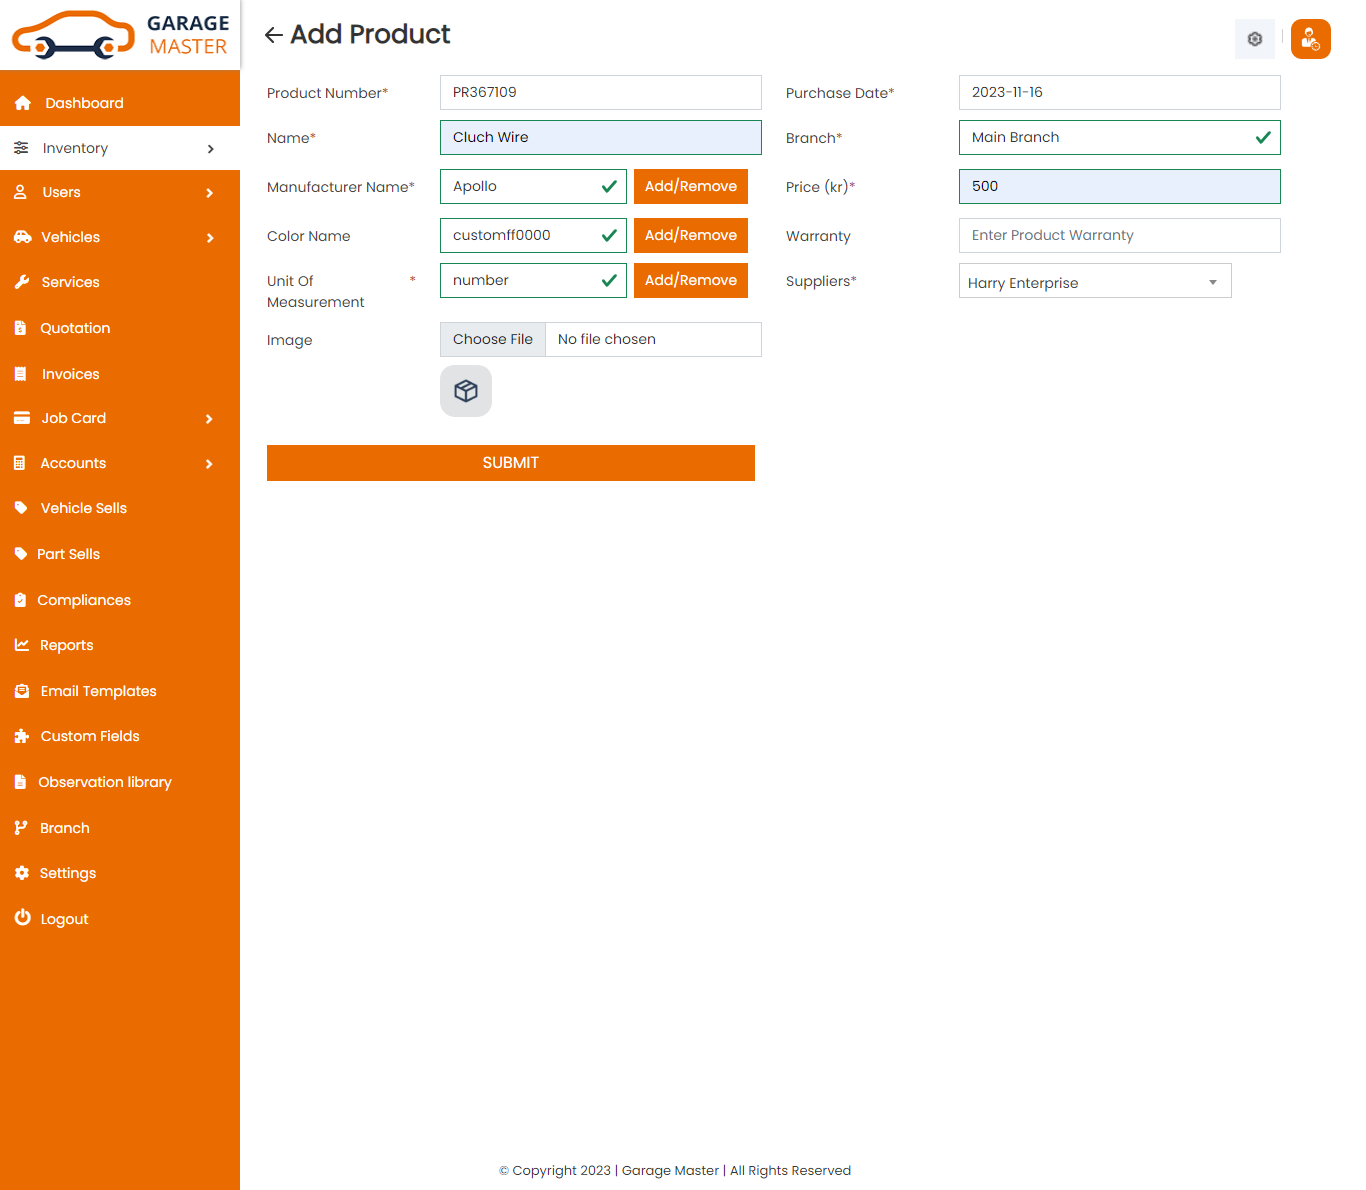 GARAGE
MASTER
Add Product
Dashboard
Inventory
Users
Vehicles
Services
Quotation
Invoices
Job Card
Accounts
Vehicle Sells
Part Sells
Compliances
Reports
Email Templates
Custom Fields
Observation library
Branch
Settings
Logout
Product Number* PR367109 Purchase Date* 2023-11-16
Name* Cluch Wire Branch* Main Branch
Manufacturer Name* Apollo Add/Remove Price (kr)* 500
Color Name customff0000 Add/Remove Warranty Enter Product Warranty
Unit Of * number Add/Remove Suppliers* Harry Enterprise
Measurement
Image Choose File No file chosen
SUBMIT
© Copyright 2023 | Garage Master | All Rights Reserved